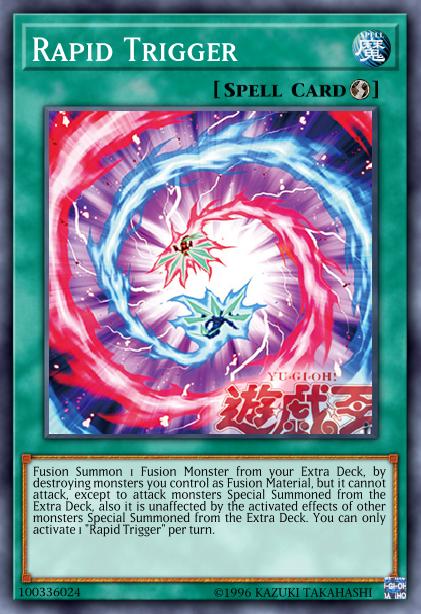 RAPID TRIGGER
SPELL
魔
[SPELL CARD]
YU-GI-OH!
遊戯王
Fusion Summon 1 Fusion Monster from your Extra Deck, by
destroying monsters you control as Fusion Material, but it cannot
attack, except to attack monsters Special Summoned from the
Extra Deck, also it is unaffected by the activated effects of other
monsters Special Summoned from the Extra Deck. You can only
activate 1 "Rapid Trigger" per turn.
100336024
©1996 KAZUKI TAKAHASHI